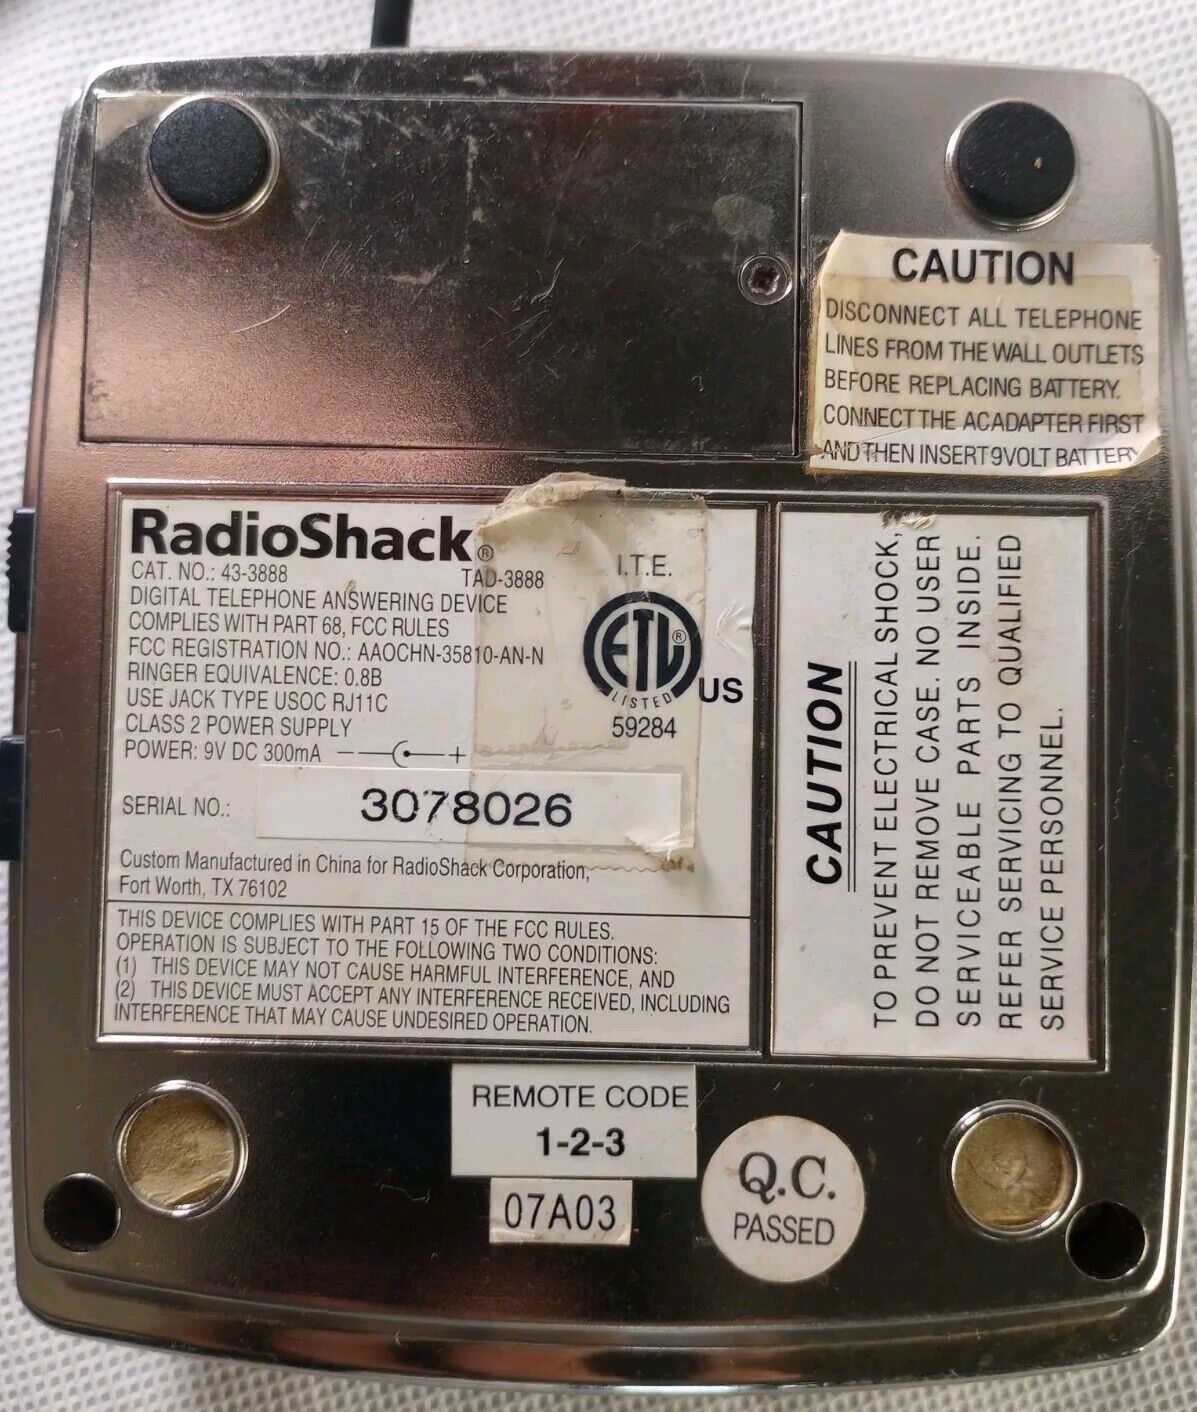 CAUTION
DISCONNECT ALL TELEPHONE
LINES FROM THE WALL OUTLETS
BEFORE REPLACING BATTERY.
CONNECT THE ACADAPTER FIRST
AND THEN INSERT 9VOLT BATTERY
RadioShack®
CAT. NO.: 43-3888 TAD-3888
DIGITAL TELEPHONE ANSWERING DEVICE
COMPLIES WITH PART 68, FCC RULES
FCC REGISTRATION NO.: AAOCHN-35810-AN-N
RINGER EQUIVALENCE: 0.8B
USE JACK TYPE USOC RJ11C
CLASS 2 POWER SUPPLY
POWER: 9V DC 300mA − +
I.T.E.
ETL ®
LISTED
US
59284
SERIAL NO.: 3078026
Custom Manufactured in China for RadioShack Corporation,
Fort Worth, TX 76102
THIS DEVICE COMPLIES WITH PART 15 OF THE FCC RULES.
OPERATION IS SUBJECT TO THE FOLLOWING TWO CONDITIONS:
(1) THIS DEVICE MAY NOT CAUSE HARMFUL INTERFERENCE, AND
(2) THIS DEVICE MUST ACCEPT ANY INTERFERENCE RECEIVED, INCLUDING
INTERFERENCE THAT MAY CAUSE UNDESIRED OPERATION.
CAUTION
TO PREVENT ELECTRICAL SHOCK,
DO NOT REMOVE CASE. NO USER
SERVICEABLE PARTS INSIDE.
REFER SERVICING TO QUALIFIED
SERVICE PERSONNEL.
REMOTE CODE
1-2-3
07A03
Q.C.
PASSED